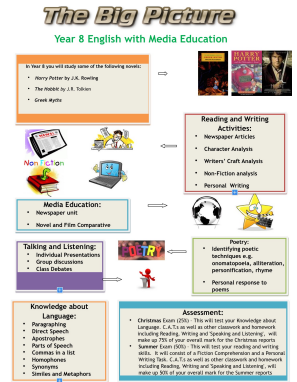 The Big Picture
Year 8 English with Media Education
In Year 8 you will study some of the following novels:
• Harry Potter by J.K. Rowling
• The Hobbit by J.R. Tolkien
• Greek Myths
HARRY POTTER
Reading and Writing
Activities:
• Newspaper Articles
• Character Analysis
• Writers' Craft Analysis
• Non-Fiction analysis
• Personal Writing
Non Fiction
Media Education:
• Newspaper unit
• Novel and Film Comparative
Talking and Listening:
• Individual Presentations
• Group discussions
• Class Debates
POETRY
Poetry:
• Identifying poetic
techniques e.g.
onomatopoeia, alliteration,
personification, rhyme
• Personal response to
poems
Knowledge about
Language:
• Paragraphing
• Direct Speech
• Apostrophes
• Parts of Speech
• Commas in a list
• Homophones
• Synonyms
• Similes and Metaphors
Assessment:
• Christmas Exam (25%) - This will test your Knowledge about
Language. C.A.T.s as well as other classwork and homework
including Reading, Writing and 'Speaking and Listening', will
make up 75% of your overall mark for the Christmas reports
• Summer Exam (50%) - This will test your reading and writing
skills. It will consist of a Fiction Comprehension and a Personal
Writing Task. C.A.T.s as well as other classwork and homework
including Reading, Writing and 'Speaking and Listening', will
make up 50% of your overall mark for the Summer reports